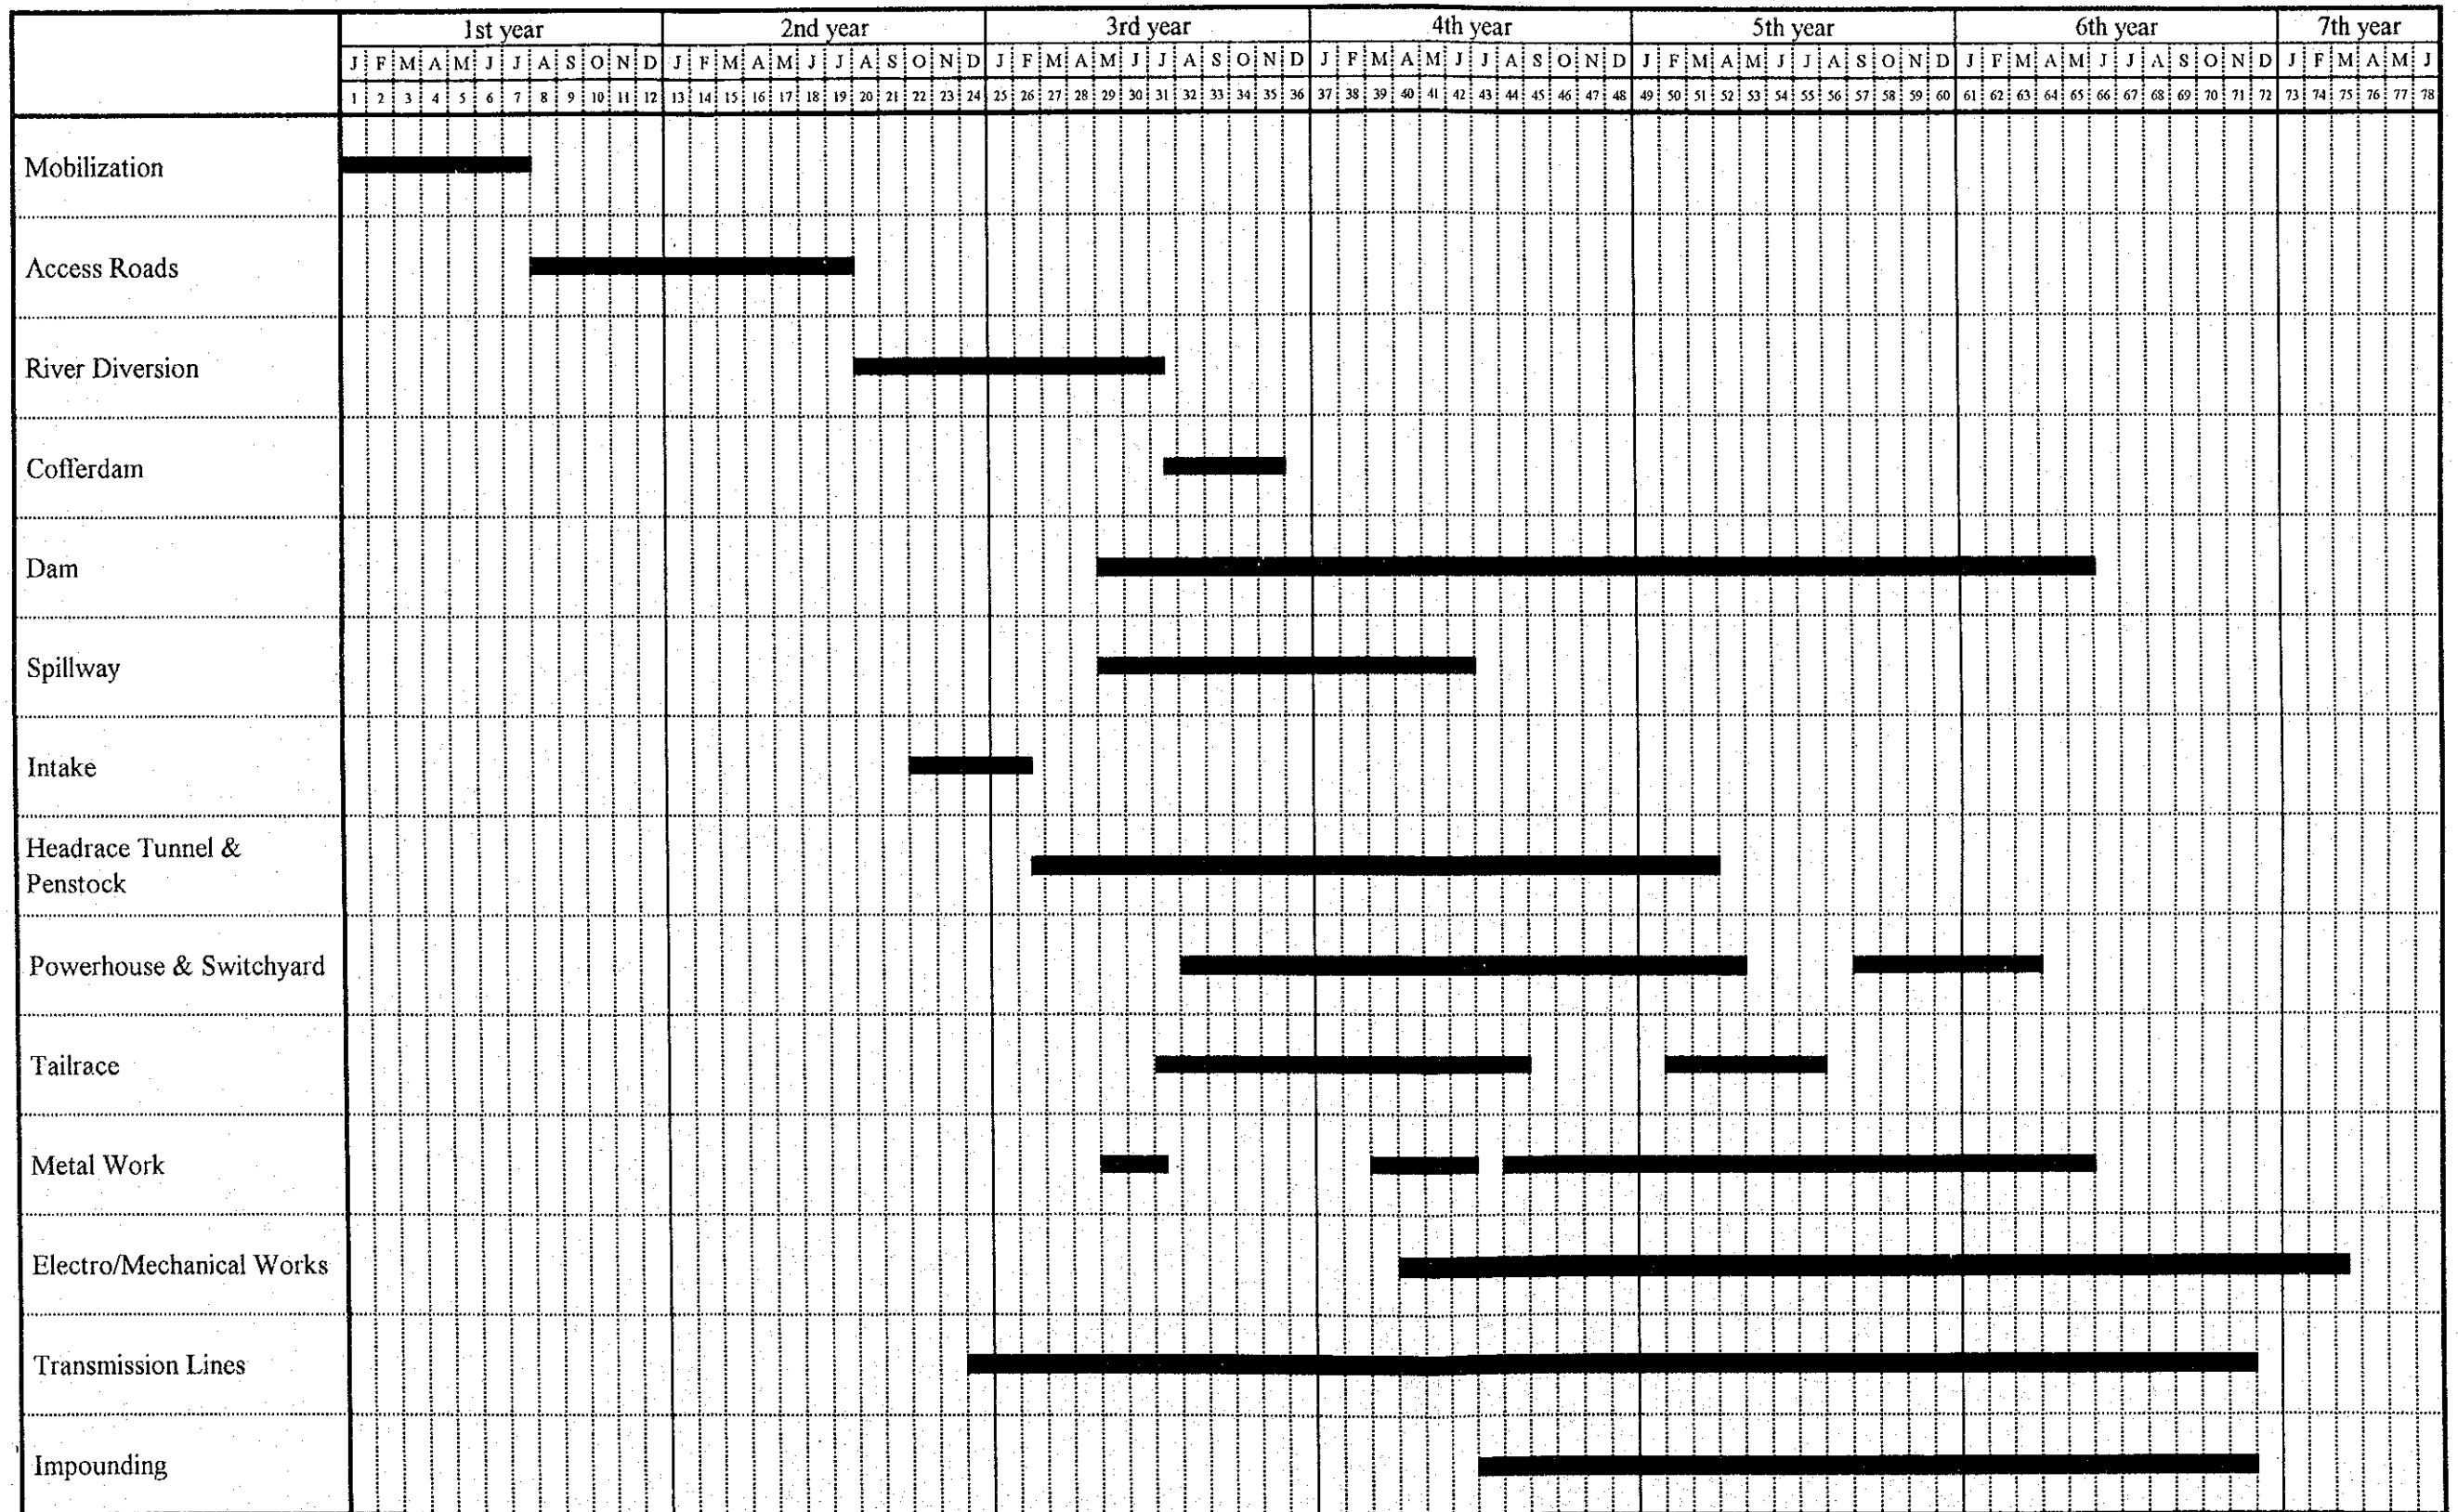 1st year 2nd year 3rd year 4th year 5th year 6th year 7th year
J F M A M J J A S O N D J F M A M J J A S O N D J F M A M J J A S O N D J F M A M J J A S O N D J F M A M J J A S O N D J F M A M J J A S O N D J F M A M J
1 2 3 4 5 6 7 8 9 10 11 12 13 14 15 16 17 18 19 20 21 22 23 24 25 26 27 28 29 30 31 32 33 34 35 36 37 38 39 40 41 42 43 44 45 46 47 48 49 50 51 52 53 54 55 56 57 58 59 60 61 62 63 64 65 66 67 68 69 70 71 72 73 74 75 76 77 78
Mobilization
Access Roads
River Diversion
Cofferdam
Dam
Spillway
Intake
Headrace Tunnel &
Penstock
Powerhouse & Switchyard
Tailrace
Metal Work
Electro/Mechanical Works
Transmission Lines
Impounding